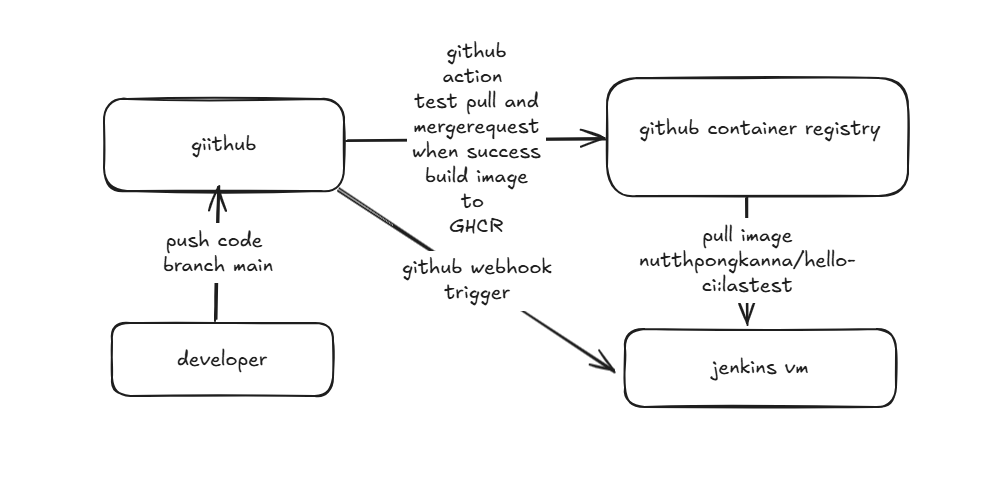 github
action
test pull and
mergerequest
when success
build image
to
GHCR
giithub
github container registry
push code
branch main
github webhook
trigger
pull image
nutthpongkanna/hello-
ci:lastest
developer
jenkins vm